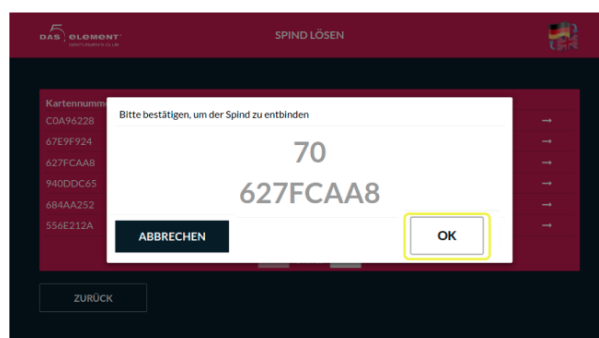 5
DAS ELEMENT
SPIND LÖSEN
Kartennumme
Bitte bestätigen, um der Spind zu entbinden
C0A96228
67E9F924
70
627FCAA8
940DDC65
627FCAA8
684AA252
556E212A
ABBRECHEN
OK
ZURÜCK